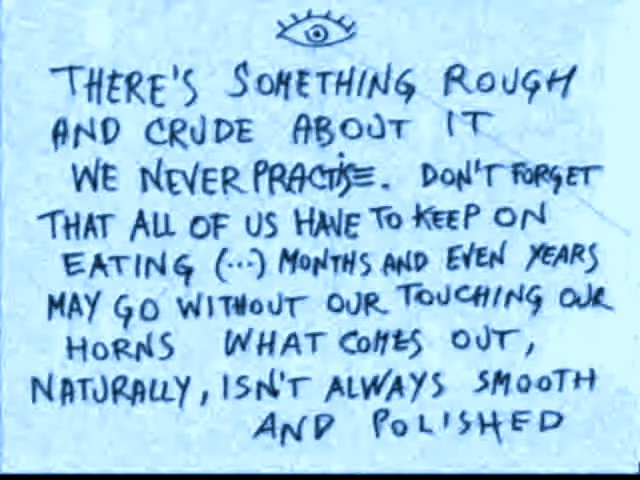 THERE'S SOMETHING ROUGH
AND CRUDE ABOUT IT
WE NEVER PRACTISE. DON'T FORGET
THAT ALL OF US HAVE TO KEEP ON
EATING (...) MONTHS AND EVEN YEARS
MAY GO WITHOUT OUR TOUCHING OUR
HORNS WHAT COMES OUT,
NATURALLY, ISN'T ALWAYS SMOOTH
AND POLISHED